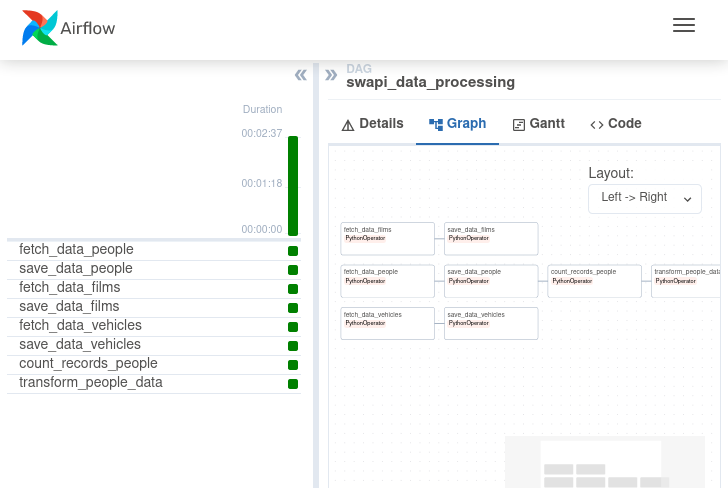 Airflow
« »
DAG
swapi_data_processing
Duration
00:02:37
00:01:18
00:00:00
fetch_data_people
save_data_people
fetch_data_films
save_data_films
fetch_data_vehicles
save_data_vehicles
count_records_people
transform_people_data
Details Graph Gantt <> Code
Layout:
Left -> Right
fetch_data_films
PythonOperator
save_data_films
PythonOperator
fetch_data_people
PythonOperator
save_data_people
PythonOperator
count_records_people
PythonOperator
transform_people_data
PythonOperator
fetch_data_vehicles
PythonOperator
save_data_vehicles
PythonOperator